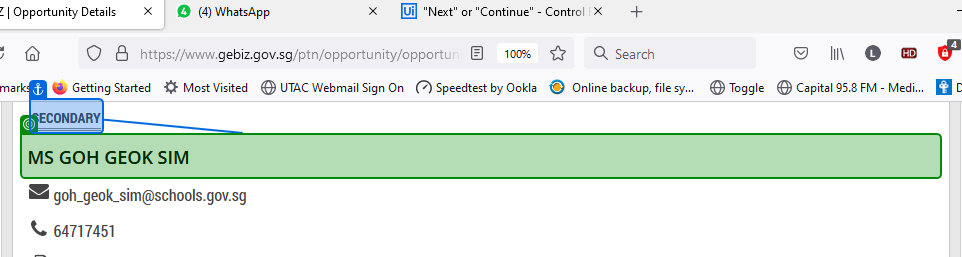 Z | Opportunity Details
(4) WhatsApp
Ui "Next" or "Continue" - Control
https://www.gebiz.gov.sg/ptn/opportunity/opportun
100%
Search
L
HD
4
marks
Getting Started
Most Visited
UTAC Webmail Sign On
Speedtest by Ookla
Online backup, file sy...
Toggle
Capital 95.8 FM - Medi...
D
SECONDARY
MS GOH GEOK SIM
goh_geok_sim@schools.gov.sg
64717451